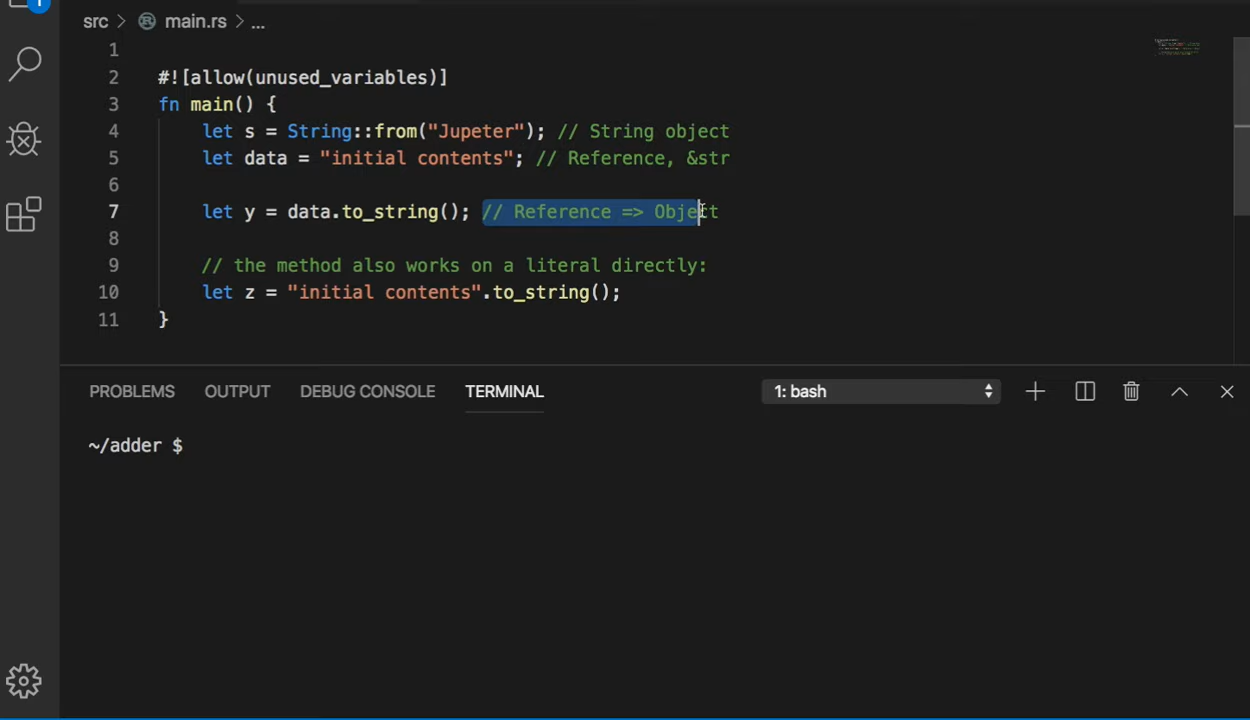 1
src > main.rs > ...
1
2 #![allow(unused_variables)]
3 fn main() {
4 let s = String::from("Jupeter"); // String object
5 let data = "initial contents"; // Reference, &str
6
7 let y = data.to_string(); // Reference => Object
8
9 // the method also works on a literal directly:
10 let z = "initial contents".to_string();
11 }
PROBLEMS OUTPUT DEBUG CONSOLE TERMINAL 1: bash
~/adder $